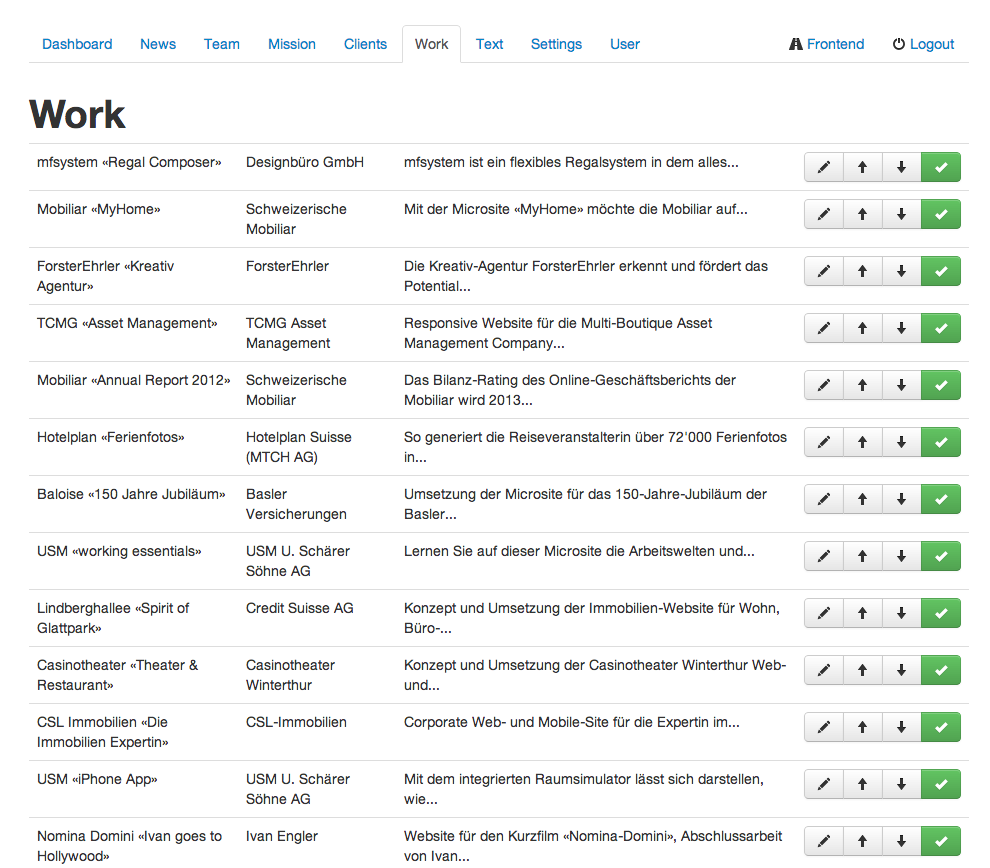 Dashboard News Team Mission Clients Work Text Settings User Frontend Logout
Work
mfsystem «Regal Composer» Designbüro GmbH mfsystem ist ein flexibles Regalsystem in dem alles...
Mobiliar «MyHome» Schweizerische Mit der Microsite «MyHome» möchte die Mobiliar auf...
Mobiliar
ForsterEhrler «Kreativ ForsterEhrler Die Kreativ-Agentur ForsterEhrler erkennt und fördert das
Agentur» Potential...
TCMG «Asset Management» TCMG Asset Responsive Website für die Multi-Boutique Asset
Management Management Company...
Mobiliar «Annual Report 2012» Schweizerische Das Bilanz-Rating des Online-Geschäftsberichts der
Mobiliar Mobiliar wird 2013...
Hotelplan «Ferienfotos» Hotelplan Suisse So generiert die Reiseveranstalterin über 72'000 Ferienfotos
(MTCH AG) in...
Baloise «150 Jahre Jubiläum» Basler Umsetzung der Microsite für das 150-Jahre-Jubiläum der
Versicherungen Basler...
USM «working essentials» USM U. Schärer Lernen Sie auf dieser Microsite die Arbeitswelten und...
Söhne AG
Lindberghallee «Spirit of Credit Suisse AG Konzept und Umsetzung der Immobilien-Website für Wohn,
Glattpark» Büro-...
Casinotheater «Theater & Casinotheater Konzept und Umsetzung der Casinotheater Winterthur Web-
Restaurant» Winterthur und...
CSL Immobilien «Die CSL-Immobilien Corporate Web- und Mobile-Site für die Expertin im...
Immobilien Expertin»
USM «iPhone App» USM U. Schärer Mit dem integrierten Raumsimulator lässt sich darstellen,
Söhne AG wie...
Nomina Domini «Ivan goes to Ivan Engler Website für den Kurzfilm «Nomina-Domini», Abschlussarbeit
Hollywood» von Ivan...